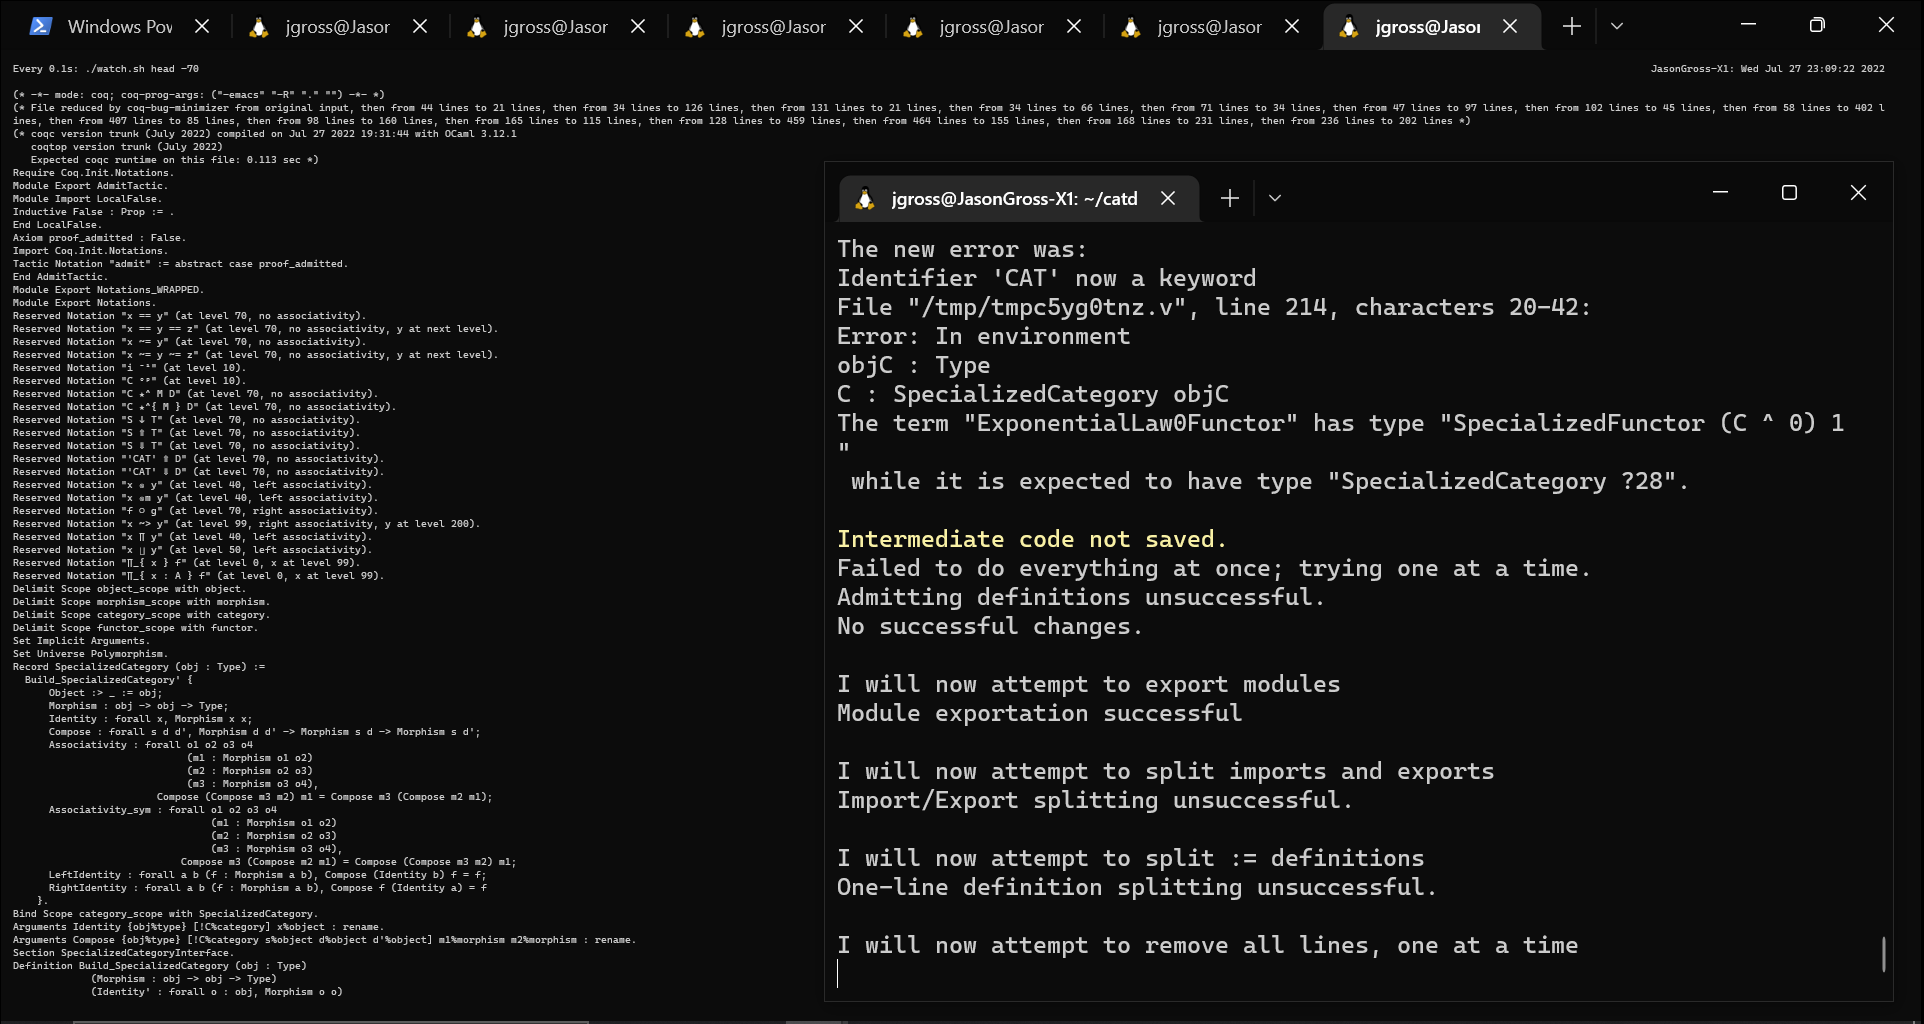 Windows Pow
jgross@Jasor
jgross@Jasor
jgross@Jasor
jgross@Jasor
jgross@Jasor
jgross@Jasor
Every 0.1s: ./watch.sh head -70
JasonGross-X1: Wed Jul 27 23:09:22 2022
(* -*- mode: coq; coq-prog-args: ("-emacs" "-R" "." "") -*- *)
(* File reduced by coq-bug-minimizer from original input, then from 44 lines to 21 lines, then from 34 lines to 126 lines, then from 131 lines to 21 lines, then from 34 lines to 66 lines, then from 71 lines to 34 lines, then from 47 lines to 97 lines, then from 102 lines to 45 lines, then from 58 lines to 402 l
ines, then from 407 lines to 85 lines, then from 98 lines to 160 lines, then from 165 lines to 115 lines, then from 128 lines to 459 lines, then from 464 lines to 155 lines, then from 168 lines to 231 lines, then from 236 lines to 202 lines *)
(* coqc version trunk (July 2022) compiled on Jul 27 2022 19:31:44 with OCaml 3.12.1
coqtop version trunk (July 2022)
Expected coqc runtime on this file: 0.113 sec *)
Require Coq.Init.Notations.
Module Export AdmitTactic.
Module Import LocalFalse.
Inductive False : Prop := .
End LocalFalse.
Axiom proof_admitted : False.
Import Coq.Init.Notations.
Tactic Notation "admit" := abstract case proof_admitted.
End AdmitTactic.
Module Export Notations_WRAPPED.
Module Export Notations.
Reserved Notation "x == y" (at level 70, no associativity).
Reserved Notation "x == y == z" (at level 70, no associativity, y at next level).
Reserved Notation "x ~= y" (at level 70, no associativity).
Reserved Notation "x ~= y ~= z" (at level 70, no associativity, y at next level).
Reserved Notation "i ⁻¹" (at level 10).
Reserved Notation "C ᵒᵖ" (at level 10).
Reserved Notation "C ★^ M D" (at level 70, no associativity).
Reserved Notation "C ★^{ M } D" (at level 70, no associativity).
Reserved Notation "S ↓ T" (at level 70, no associativity).
Reserved Notation "S ⇑ T" (at level 70, no associativity).
Reserved Notation "S ⇓ T" (at level 70, no associativity).
Reserved Notation "'CAT' ⇑ D" (at level 70, no associativity).
Reserved Notation "'CAT' ⇓ D" (at level 70, no associativity).
Reserved Notation "x ⊗ y" (at level 40, left associativity).
Reserved Notation "x ⊗m y" (at level 40, left associativity).
Reserved Notation "f ○ g" (at level 70, right associativity).
Reserved Notation "x ~> y" (at level 99, right associativity, y at level 200).
Reserved Notation "x ∏ y" (at level 40, left associativity).
Reserved Notation "x ∐ y" (at level 50, left associativity).
Reserved Notation "∏_{ x } f" (at level 0, x at level 99).
Reserved Notation "∏_{ x : A } f" (at level 0, x at level 99).
Delimit Scope object_scope with object.
Delimit Scope morphism_scope with morphism.
Delimit Scope category_scope with category.
Delimit Scope functor_scope with functor.
Set Implicit Arguments.
Set Universe Polymorphism.
Record SpecializedCategory (obj : Type) :=
Build_SpecializedCategory' {
Object :> _ := obj;
Morphism : obj -> obj -> Type;
Identity : forall x, Morphism x x;
Compose : forall s d d', Morphism d d' -> Morphism s d -> Morphism s d';
Associativity : forall o1 o2 o3 o4
(m1 : Morphism o1 o2)
(m2 : Morphism o2 o3)
(m3 : Morphism o3 o4),
Compose (Compose m3 m2) m1 = Compose m3 (Compose m2 m1);
Associativity_sym : forall o1 o2 o3 o4
(m1 : Morphism o1 o2)
(m2 : Morphism o2 o3)
(m3 : Morphism o3 o4),
Compose m3 (Compose m2 m1) = Compose (Compose m3 m2) m1;
LeftIdentity : forall a b (f : Morphism a b), Compose (Identity b) f = f;
RightIdentity : forall a b (f : Morphism a b), Compose f (Identity a) = f
}.
Bind Scope category_scope with SpecializedCategory.
Arguments Identity {obj%type} [!C%category] x%object : rename.
Arguments Compose {obj%type} [!C%category s%object d%object d'%object] m1%morphism m2%morphism : rename.
Section SpecializedCategoryInterface.
Definition Build_SpecializedCategory (obj : Type)
(Morphism : obj -> obj -> Type)
(Identity' : forall o : obj, Morphism o o)
jgross@JasonGross-X1: ~/catd
The new error was:
Identifier 'CAT' now a keyword
File "/tmp/tmpc5yg0tnz.v", line 214, characters 20-42:
Error: In environment
objC : Type
C : SpecializedCategory objC
The term "ExponentialLaw0Functor" has type "SpecializedFunctor (C ^ 0) 1
"
while it is expected to have type "SpecializedCategory ?28".
Intermediate code not saved.
Failed to do everything at once; trying one at a time.
Admitting definitions unsuccessful.
No successful changes.
I will now attempt to export modules
Module exportation successful
I will now attempt to split imports and exports
Import/Export splitting unsuccessful.
I will now attempt to split := definitions
One-line definition splitting unsuccessful.
I will now attempt to remove all lines, one at a time